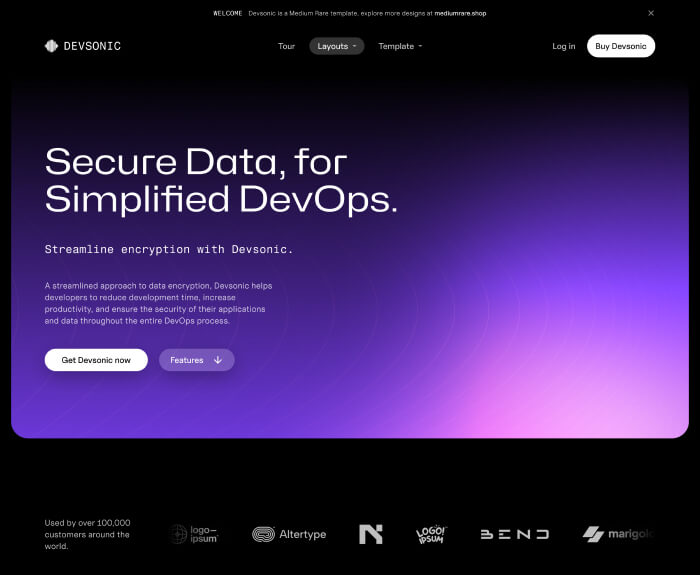 WELCOME Devsonic is a Medium Rare template, explore more designs at mediumrare.shop
DEVSONIC
Tour
Layouts
Template
Log in
Buy Devsonic
Secure Data, for
Simplified DevOps.
Streamline encryption with Devsonic.
A streamlined approach to data encryption, Devsonic helps
developers to reduce development time, increase
productivity, and ensure the security of their applications
and data throughout the entire DevOps process.
Get Devsonic now
Features
Used by over 100,000
customers around the
world.
logo—
ipsum
Altertype
LOGO!
IPSUM
BEND
marigold